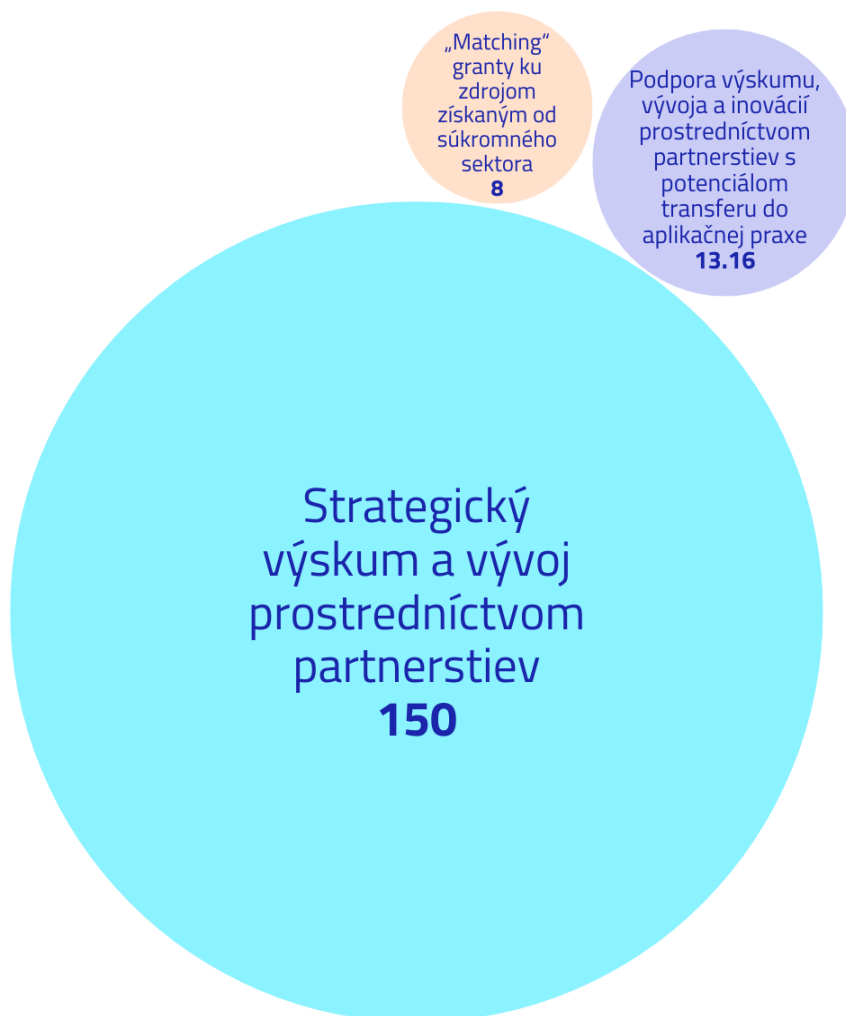 „Matching“
granty ku
zdrojom
získaným od
súkromného
sektora
8
Podpora výskumu,
vývoja a inovácií
prostredníctvom
partnerstiev s
potenciálom
transferu do
aplikačnej praxe
13.16
Strategický
výskum a vývoj
prostredníctvom
partnerstiev
150